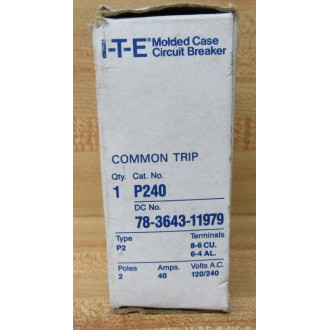 I-T-E® Molded Case
Circuit Breaker
COMMON TRIP
Qty. Cat. No.
1 P240
DC No.
78-3643-11979
Type Terminals
P2 8-6 CU.
6-4 AL.
Poles Amps. Volts A.C.
2 40 120/240